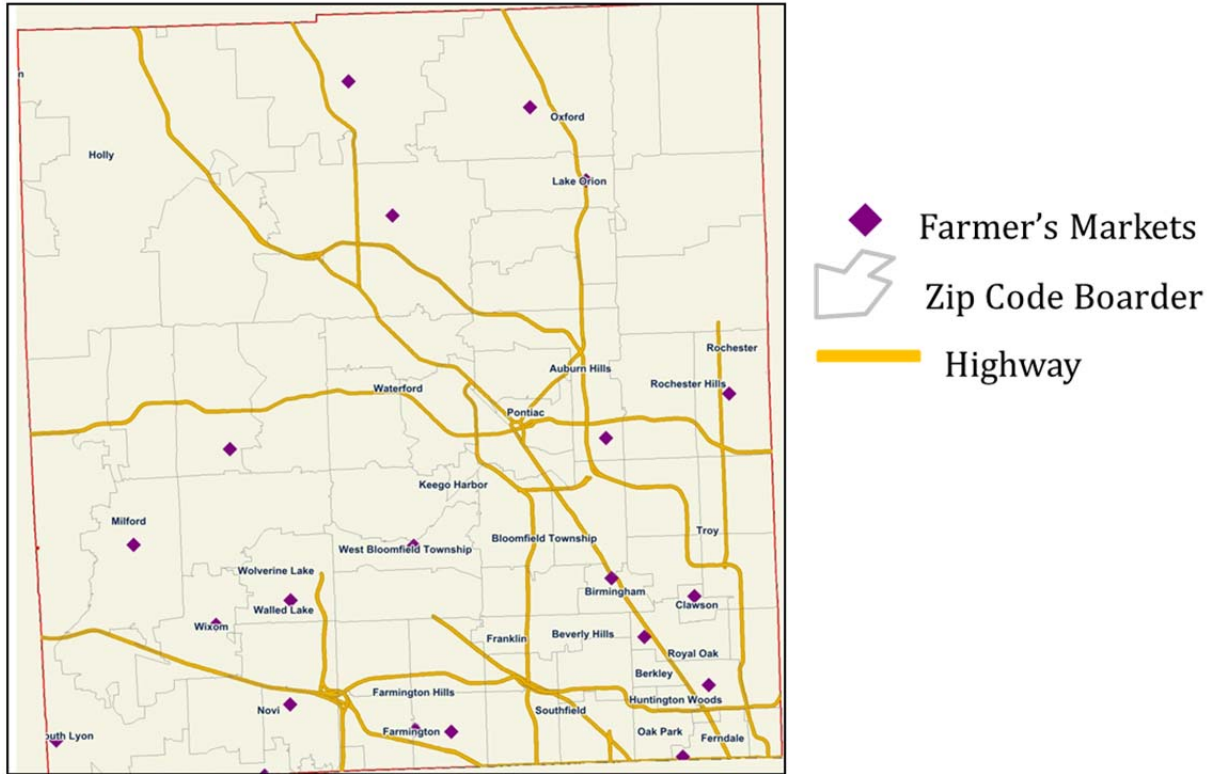 Oxford
Holly
Lake Orion
Rochester
Auburn Hills
Rochester Hills
Waterford
Pontiac
Keego Harbor
Milford
Troy
Bloomfield Township
West Bloomfield Township
Wolverine Lake
Birmingham
Clawson
Walled Lake
Wixom
Beverly Hills
Franklin
Royal Oak
Berkley
Farmington Hills
Huntington Woods
Novi
Southfield
Farmington
Oak Park
outh Lyon
Ferndale
Farmer's Markets
Zip Code Boarder
Highway